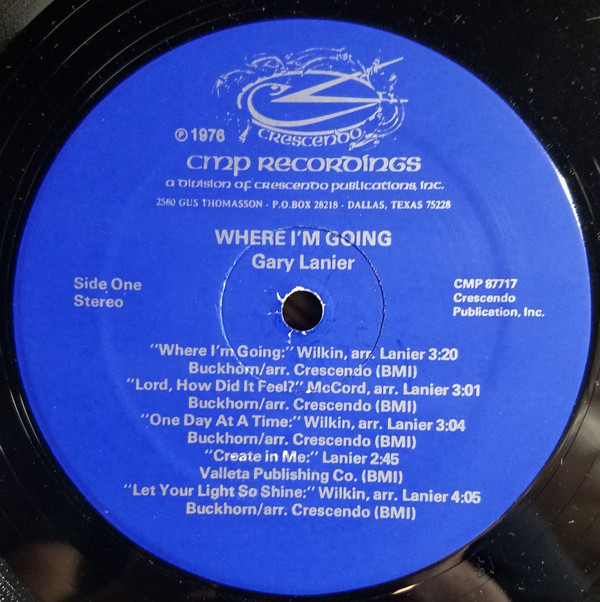 CRESCENDO
℗ 1976
CMP RECORDINGS
A DIVISION OF CRESCENDO PUBLICATIONS, INC.
2580 GUS THOMASSON - P.O. BOX 28218 - DALLAS, TEXAS 75228
WHERE I'M GOING
Gary Lanier
Side One
Stereo
CMP 87717
Crescendo
Publication, Inc.
"Where I'm Going:" Wilkin, arr. Lanier 3:20
Buckhorn/arr. Crescendo (BMI)
"Lord, How Did It Feel?" McCord, arr. Lanier 3:01
Buckhorn/arr. Crescendo (BMI)
"One Day At A Time:" Wilkin, arr. Lanier 3:04
Buckhorn/arr. Crescendo (BMI)
"Create in Me:" Lanier 2:45
Valleta Publishing Co. (BMI)
"Let Your Light So Shine:" Wilkin, arr. Lanier 4:05
Buckhorn/arr. Crescendo (BMI)